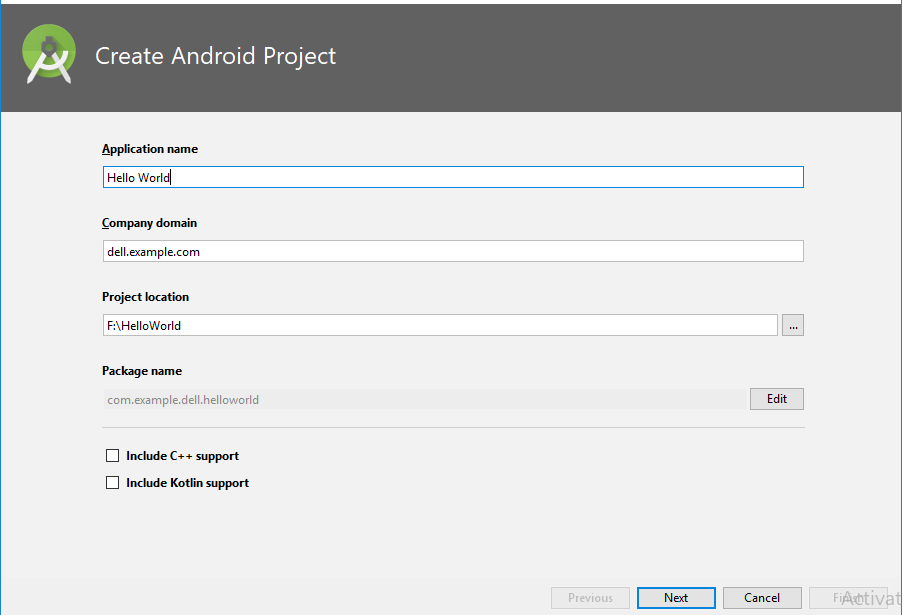 Create Android Project
Application name
Hello World
Company domain
dell.example.com
Project location
F:\HelloWorld
...
Package name
com.example.dell.helloworld
Edit
Include C++ support
Include Kotlin support
Previous
Next
Cancel
Activat